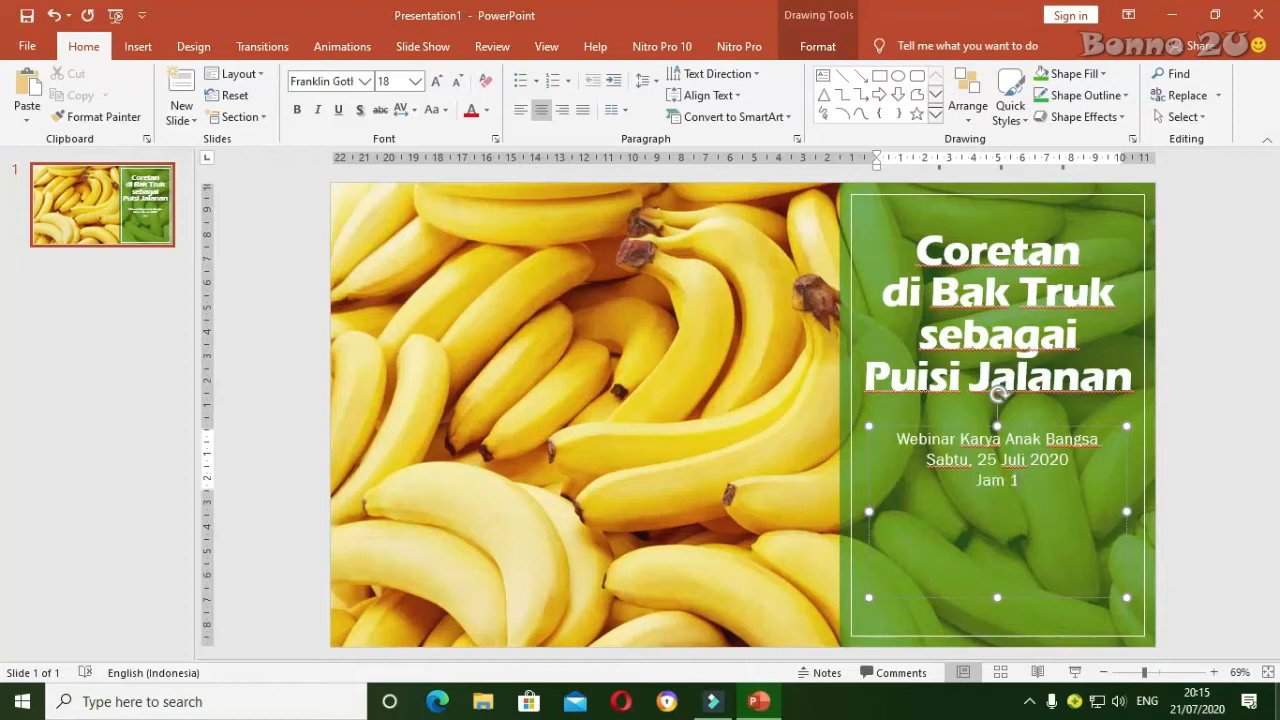 Presentation1 - PowerPoint
Drawing Tools
Sign in
File
Home
Insert
Design
Transitions
Animations
Slide Show
Review
View
Help
Nitro Pro 10
Nitro Pro
Format
Tell me what you want to do
Share
Bonno 2U
Paste
Cut
Copy
Format Painter
Clipboard
New Slide
Layout
Reset
Section
Slides
Franklin Gotl
18
Font
Text Direction
Align Text
Convert to SmartArt
Paragraph
Arrange
Quick Styles
Shape Fill
Shape Outline
Shape Effects
Drawing
Find
Replace
Select
Editing
1
Coretan
di Bak Truk
sebagai
Puisi Jalanan
Webinar Karya Anak Bangsa
Sabtu, 25 Juli 2020
Jam 1
Slide 1 of 1
English (Indonesia)
Notes
Comments
69%
Type here to search
ENG
20:15
21/07/2020